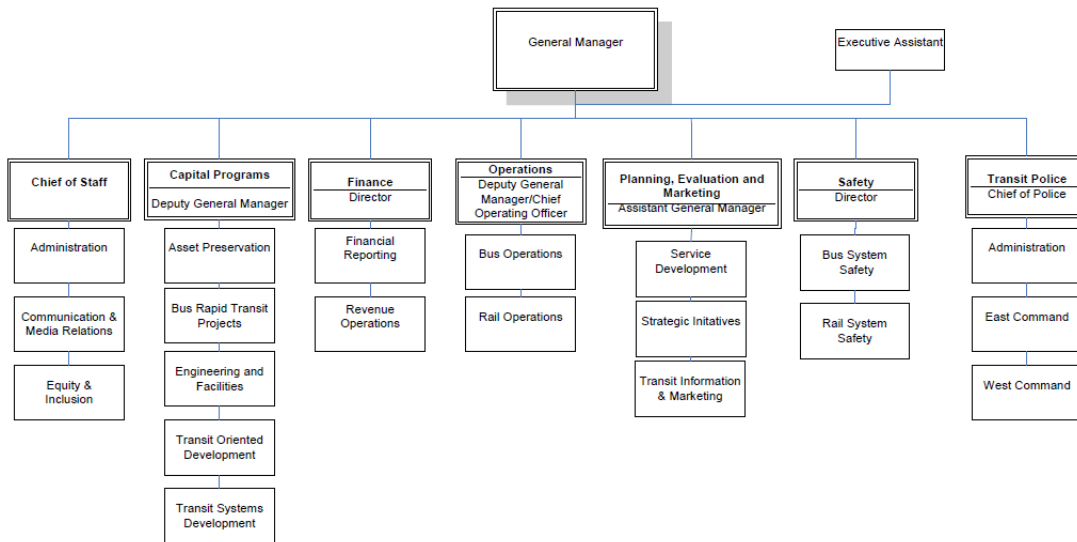 General Manager
Executive Assistant
Chief of Staff
Capital Programs
Deputy General Manager
Finance
Director
Operations
Deputy General
Manager/Chief
Operating Officer
Planning, Evaluation and
Marketing
Assistant General Manager
Safety
Director
Transit Police
Chief of Police
Administration
Communication &
Media Relations
Equity &
Inclusion
Asset Preservation
Bus Rapid Transit
Projects
Engineering and
Facilities
Transit Oriented
Development
Transit Systems
Development
Financial
Reporting
Revenue
Operations
Bus Operations
Rail Operations
Service
Development
Strategic Initatives
Transit Information
& Marketing
Bus System
Safety
Rail System
Safety
Administration
East Command
West Command